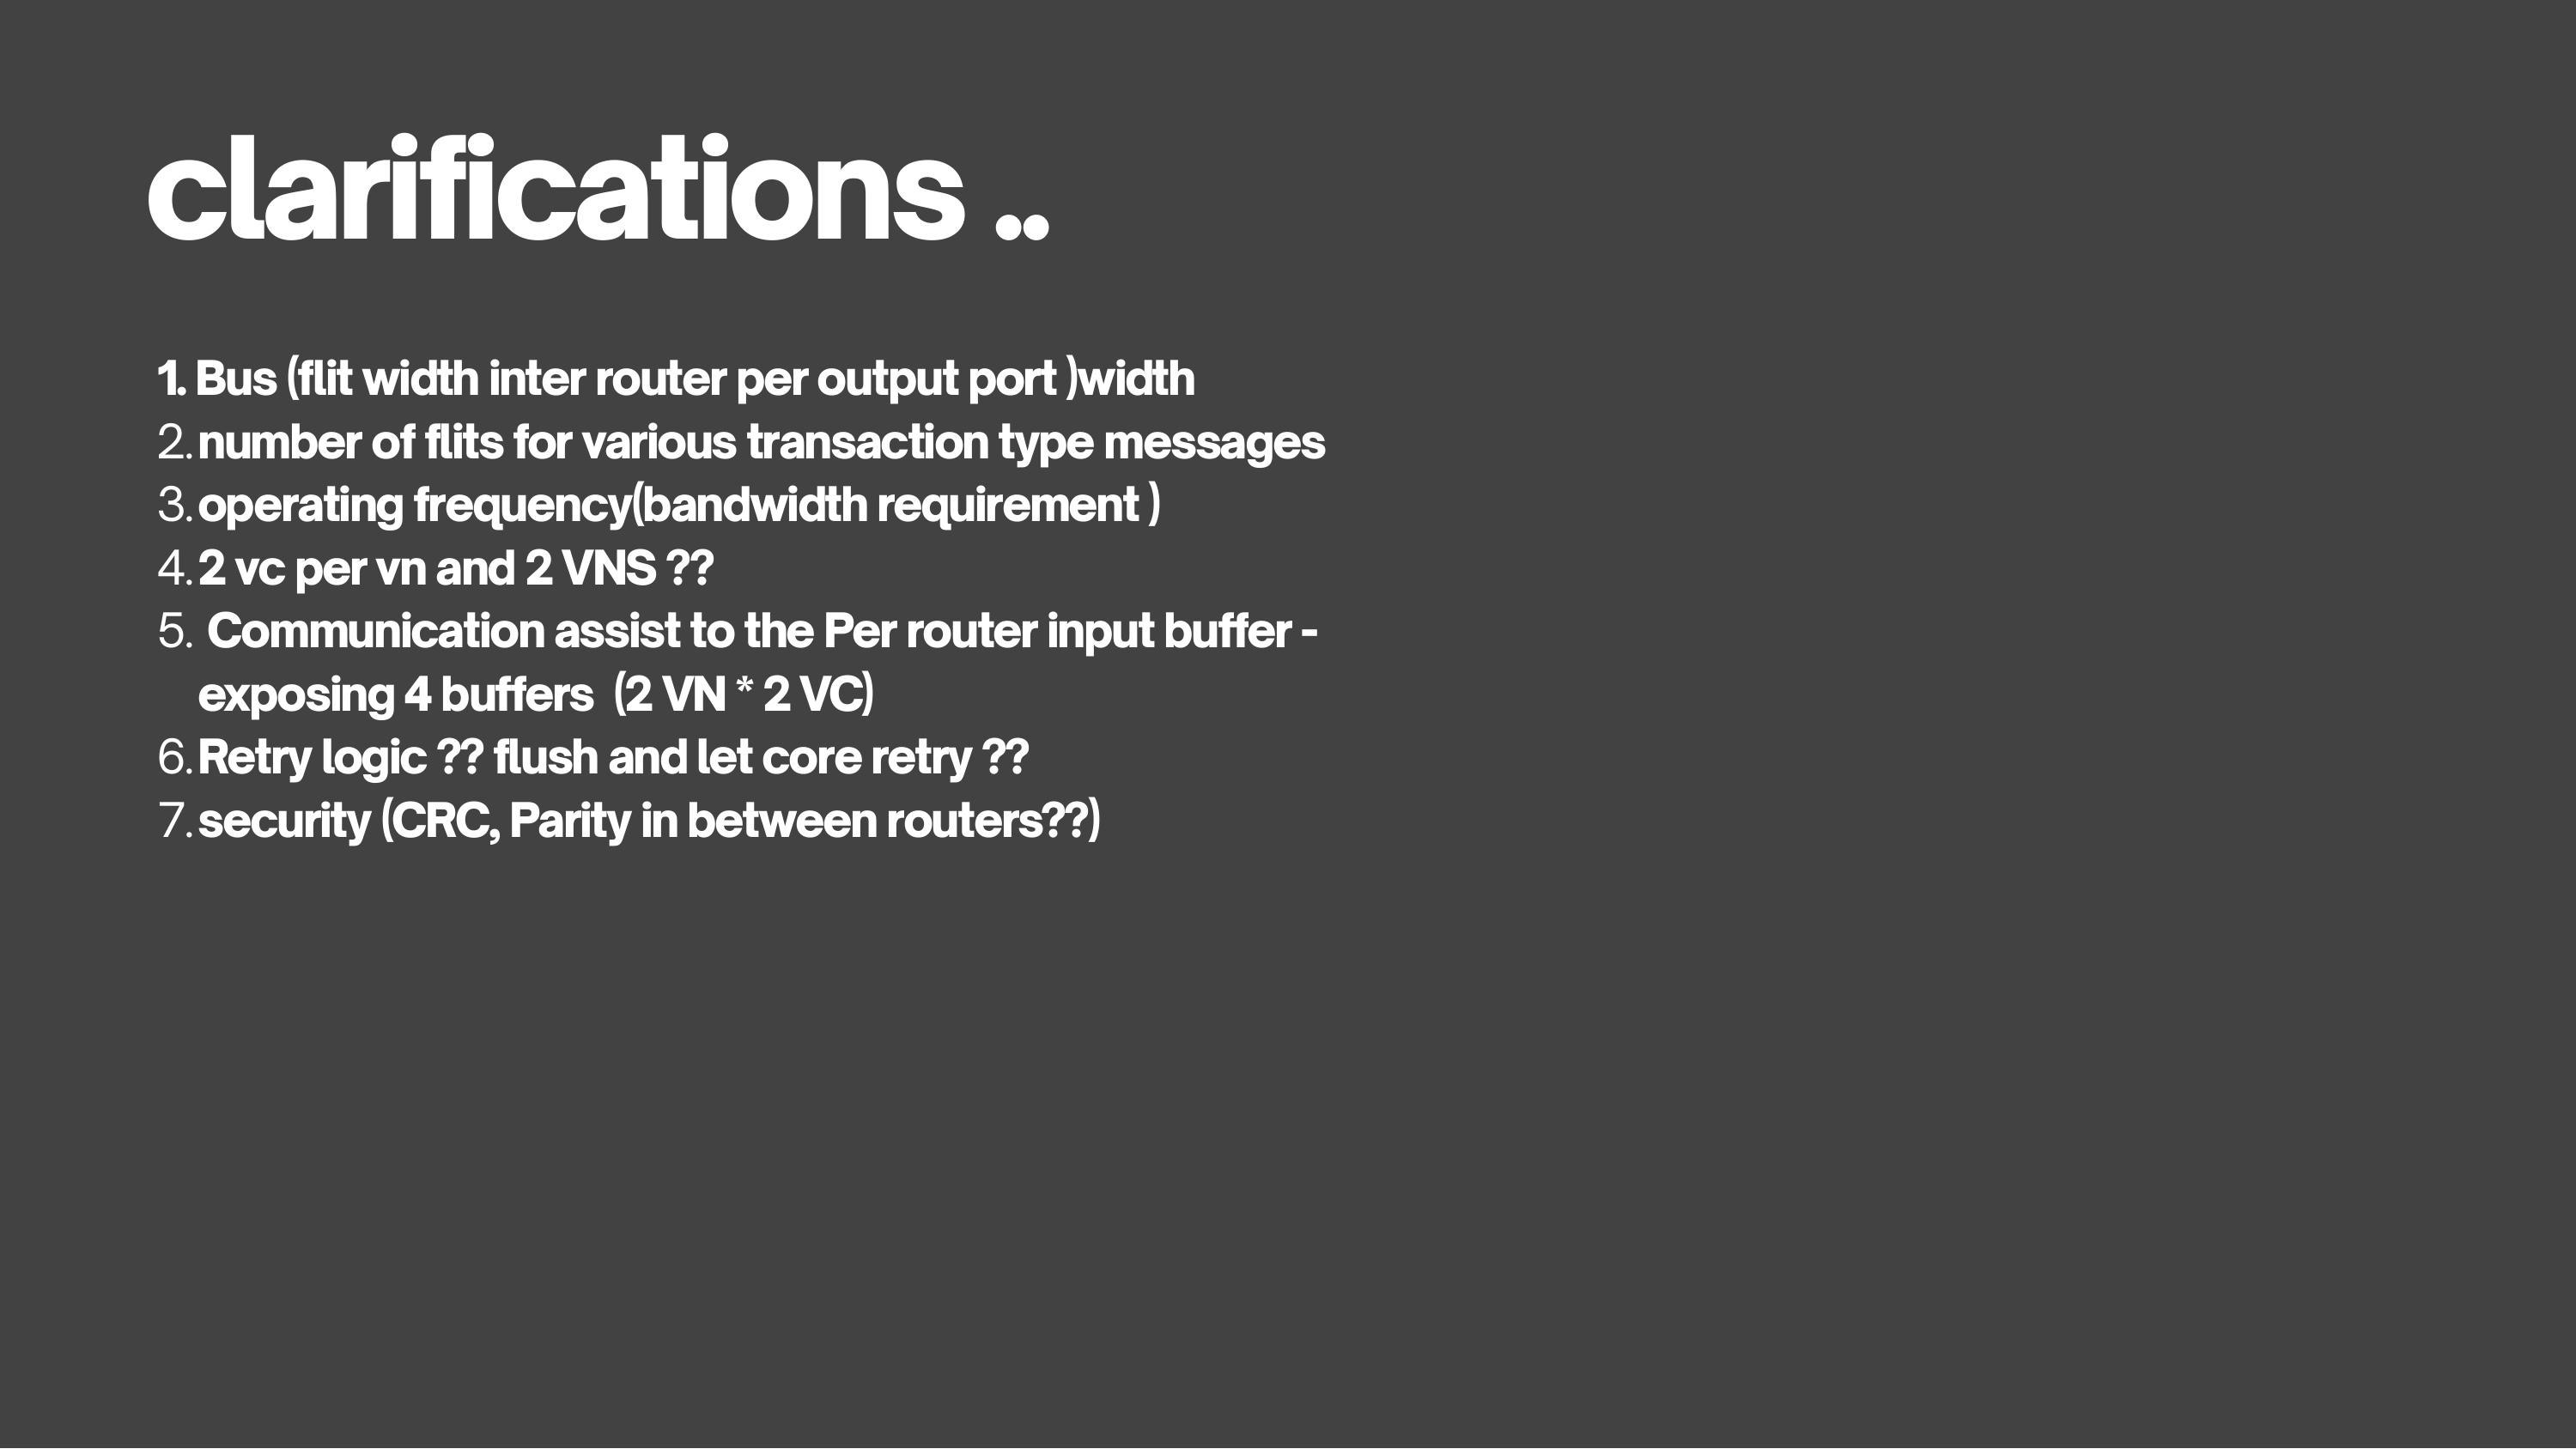 clarifications ..
1. Bus (flit width inter router per output port )width
2. number of flits for various transaction type messages
3. operating frequency(bandwidth requirement )
4. 2 vc per vn and 2 VNS ??
5. Communication assist to the Per router input buffer -
exposing 4 buffers  (2 VN * 2 VC)
6. Retry logic ?? flush and let core retry ??
7. security (CRC, Parity in between routers??)